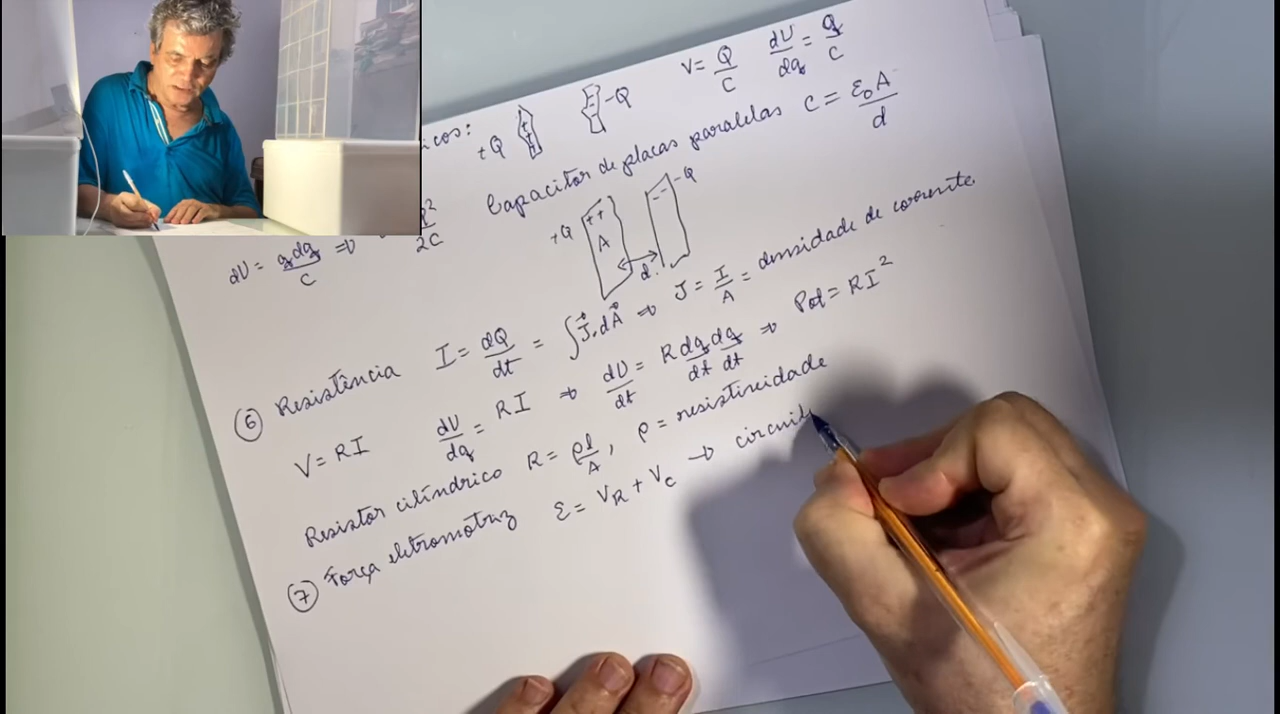 V = Q/C dU/dq = q/C
icos: +Q -Q
Capacitor de placas paralelas C = ε₀A/d
+Q ++ A -- -Q d
dU = q dq/C ⇒ 2C
⑥ Resistência I = dQ/dt = ∫J⃗.dA⃗ ⇒ J = I/A = densidade de corrente
V = RI dU/dq = RI ⇒ dU/dt = R dq/dt dq/dt ⇒ Pot = RI²
Resistor cilíndrico R = ρl/A, ρ = resistividade
⑦ Força eletromotriz ε = V_R + V_C → circuit